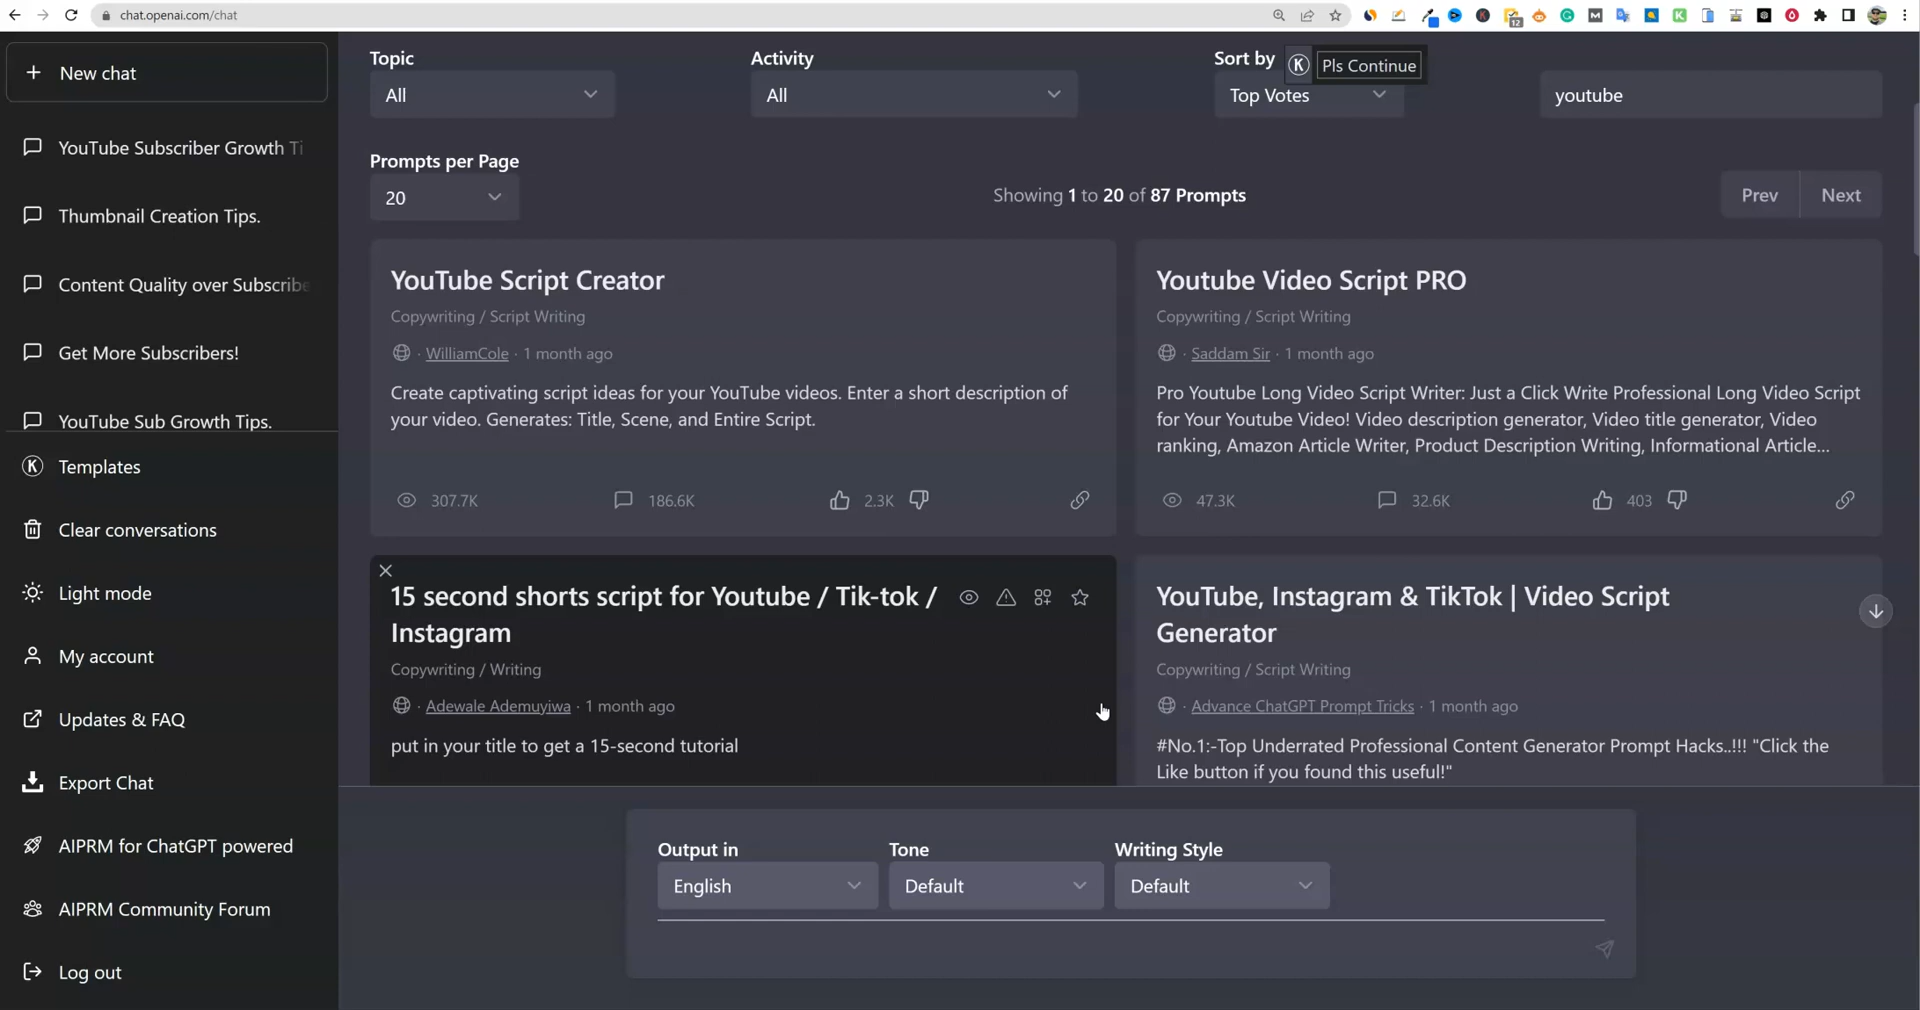 chat.openai.com/chat
New chat
YouTube Subscriber Growth Ti
Thumbnail Creation Tips.
Content Quality over Subscribe
Get More Subscribers!
YouTube Sub Growth Tips.
Templates
Clear conversations
Light mode
My account
Updates & FAQ
Export Chat
AIPRM for ChatGPT powered
AIPRM Community Forum
Log out
Topic
All
Activity
All
Sort by
K Pls Continue
Top Votes
youtube
Prompts per Page
20
Showing 1 to 20 of 87 Prompts
Prev
Next
YouTube Script Creator
Copywriting / Script Writing
· WilliamCole · 1 month ago
Create captivating script ideas for your YouTube videos. Enter a short description of
your video. Generates: Title, Scene, and Entire Script.
307.7K 186.6K 2.3K
Youtube Video Script PRO
Copywriting / Script Writing
· Saddam Sir · 1 month ago
Pro Youtube Long Video Script Writer: Just a Click Write Professional Long Video Script
for Your Youtube Video! Video description generator, Video title generator, Video
ranking, Amazon Article Writer, Product Description Writing, Informational Article...
47.3K 32.6K 403
15 second shorts script for Youtube / Tik-tok /
Instagram
Copywriting / Writing
· Adewale Ademuyiwa · 1 month ago
put in your title to get a 15-second tutorial
YouTube, Instagram & TikTok | Video Script
Generator
Copywriting / Script Writing
· Advance ChatGPT Prompt Tricks · 1 month ago
#No.1:-Top Underrated Professional Content Generator Prompt Hacks..!!! "Click the
Like button if you found this useful!"
Output in
English
Tone
Default
Writing Style
Default